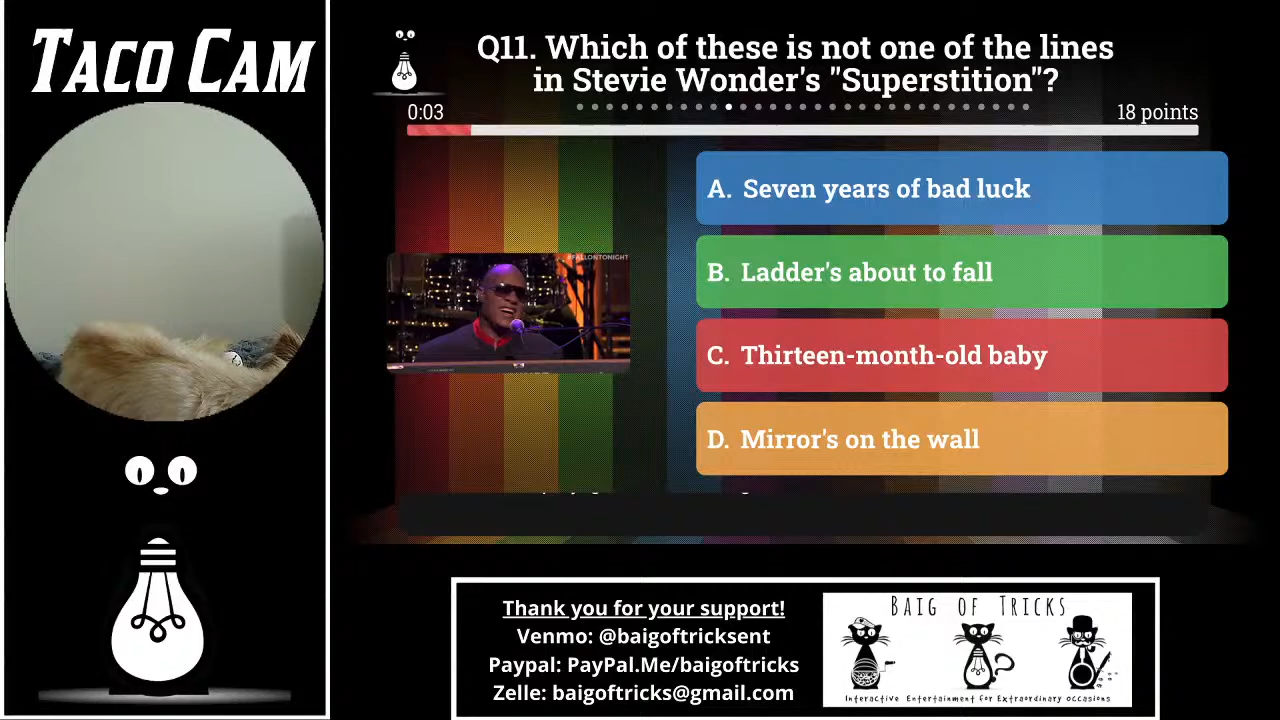 TACO CAM
Q11. Which of these is not one of the lines
in Stevie Wonder's "Superstition"?
0:03
18 points
A. Seven years of bad luck
B. Ladder's about to fall
C. Thirteen-month-old baby
D. Mirror's on the wall
#FALLONTONIGHT
Thank you for your support!
Venmo: @baigoftricksent
Paypal: PayPal.Me/baigoftricks
Zelle: baigoftricks@gmail.com
BAIG OF TRICKS
Interactive Entertainment for Extraordinary occasions